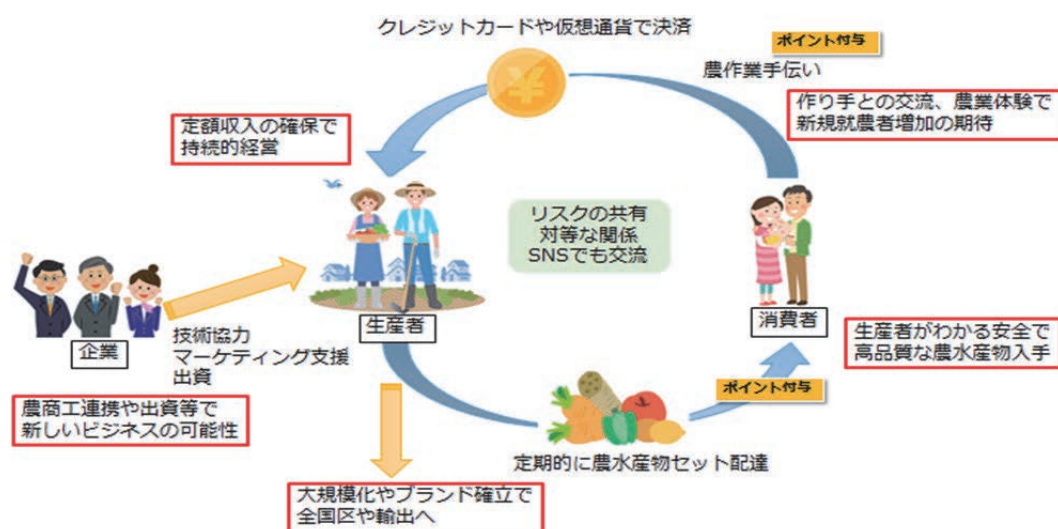 クレジットカードや仮想通貨で決済
ポイント付与
農作業手伝い
作り手との交流、農業体験で
新規就農者増加の期待
定額収入の確保で
持続的経営
リスクの共有
対等な関係
SNSでも交流
生産者
消費者
企業
技術協力
マーケティング支援
出資
生産者がわかる安全で
高品質な農水産物入手
ポイント付与
農商工連携や出資等で
新しいビジネスの可能性
定期的に農水産物セット配達
大規模化やブランド確立で
全国区や輸出へ